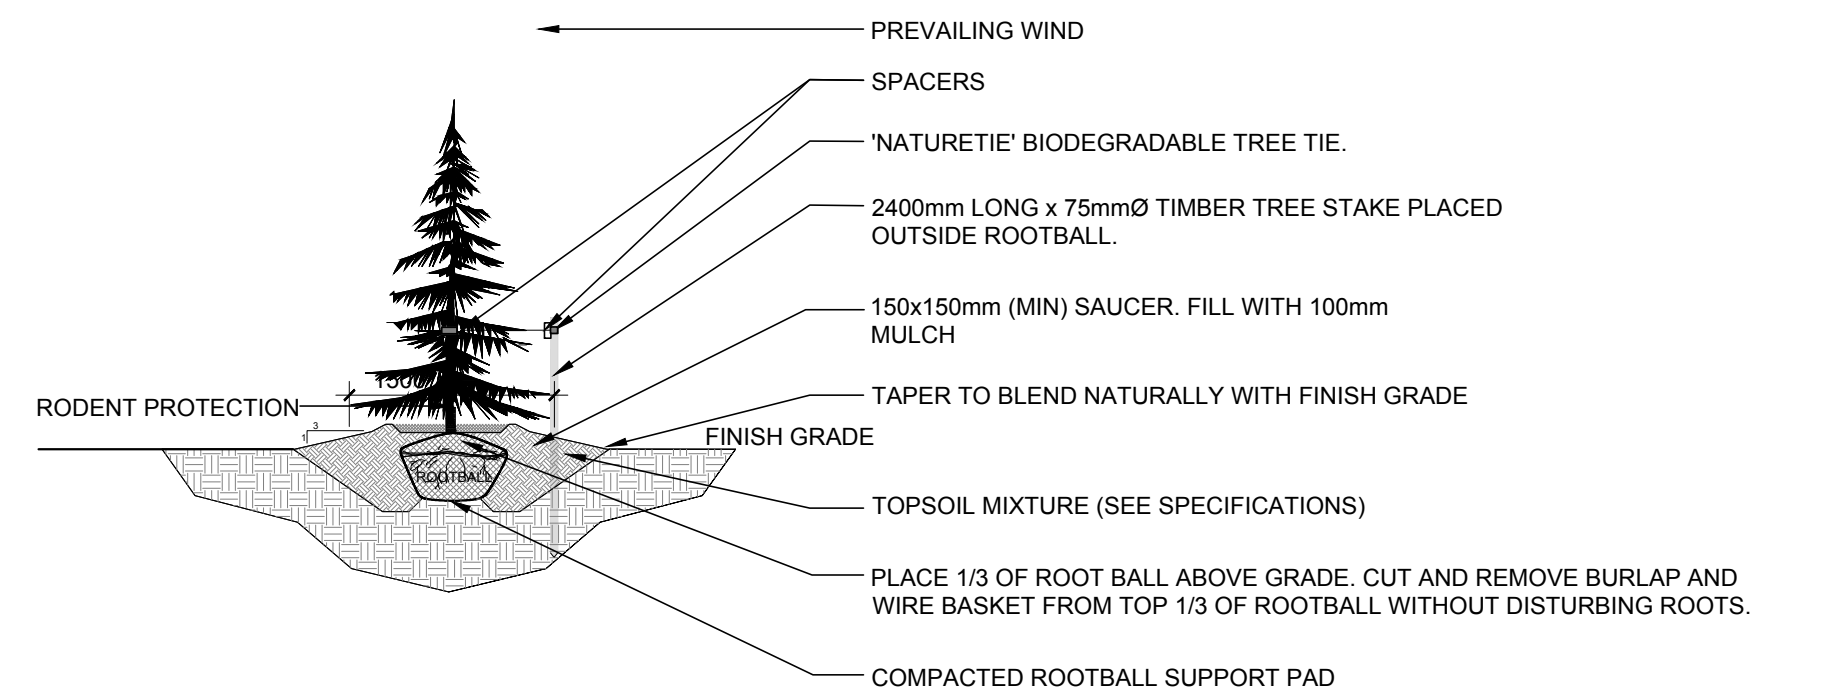 PREVAILING WIND
SPACERS
'NATURETIE' BIODEGRADABLE TREE TIE.
2400mm LONG x 75mmØ TIMBER TREE STAKE PLACED
OUTSIDE ROOTBALL.
150x150mm (MIN) SAUCER. FILL WITH 100mm
MULCH
TAPER TO BLEND NATURALLY WITH FINISH GRADE
RODENT PROTECTION
3
1
FINISH GRADE
ROOTBALL
TOPSOIL MIXTURE (SEE SPECIFICATIONS)
PLACE 1/3 OF ROOT BALL ABOVE GRADE. CUT AND REMOVE BURLAP AND
WIRE BASKET FROM TOP 1/3 OF ROOTBALL WITHOUT DISTURBING ROOTS.
COMPACTED ROOTBALL SUPPORT PAD